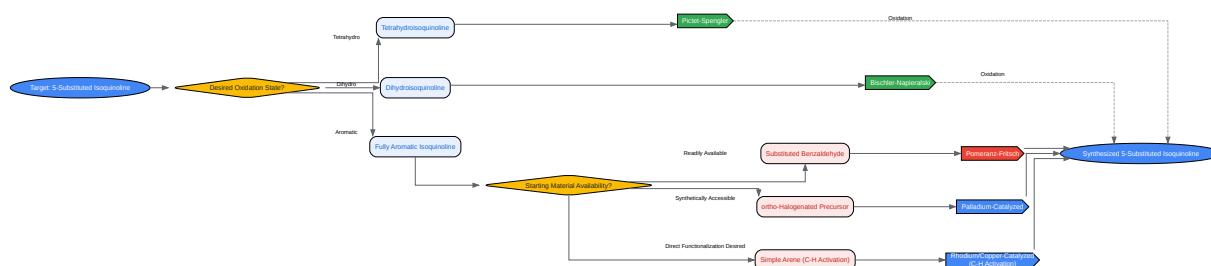 Tetrahydroisoquinoline
Pictet-Spengler
Oxidation
Tetrahydro
Target: 5-Substituted Isoquinoline
Desired Oxidation State?
Dihydro
Dihydroisoquinoline
Bischler-Napieralski
Oxidation
Aromatic
Fully Aromatic Isoquinoline
Readily Available
Substituted Benzaldehyde
Pomeranz-Fritsch
Synthesized 5-Substituted Isoquinoline
Starting Material Availability?
Synthetically Accessible
ortho-Halogenated Precursor
Palladium-Catalyzed
Direct Functionalization Desired
Simple Arene (C-H Activation)
Rhodium/Copper-Catalyzed
(C-H Activation)